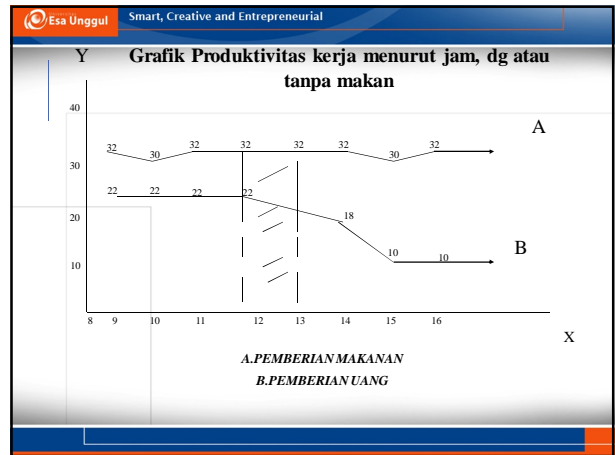 Esa Unggul
Smart, Creative and Entrepreneurial
Y
Grafik Produktivitas kerja menurut jam, dg atau
tanpa makan
40
A
32 30 32 32 32 32 30 32
30
22 22 22 22
20
18
B
10 10
10
8 9 10 11 12 13 14 15 16
X
A.PEMBERIAN MAKANAN
B.PEMBERIAN UANG